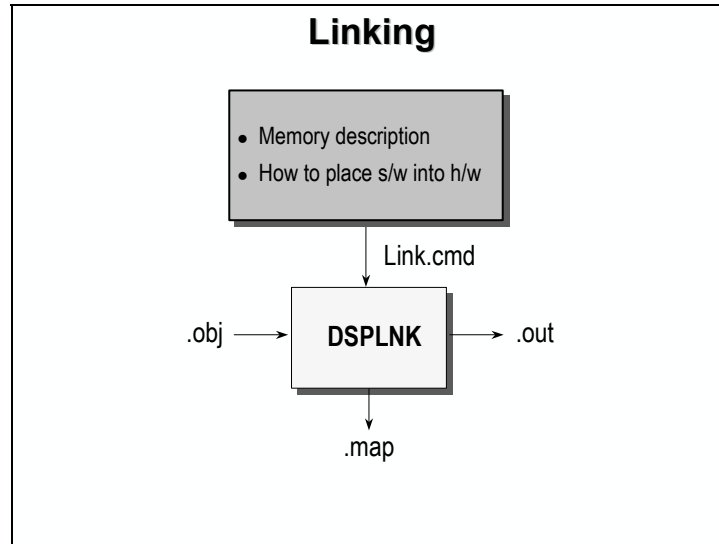 Linking
• Memory description
• How to place s/w into h/w
Link.cmd
.obj
DSPLNK
.out
.map